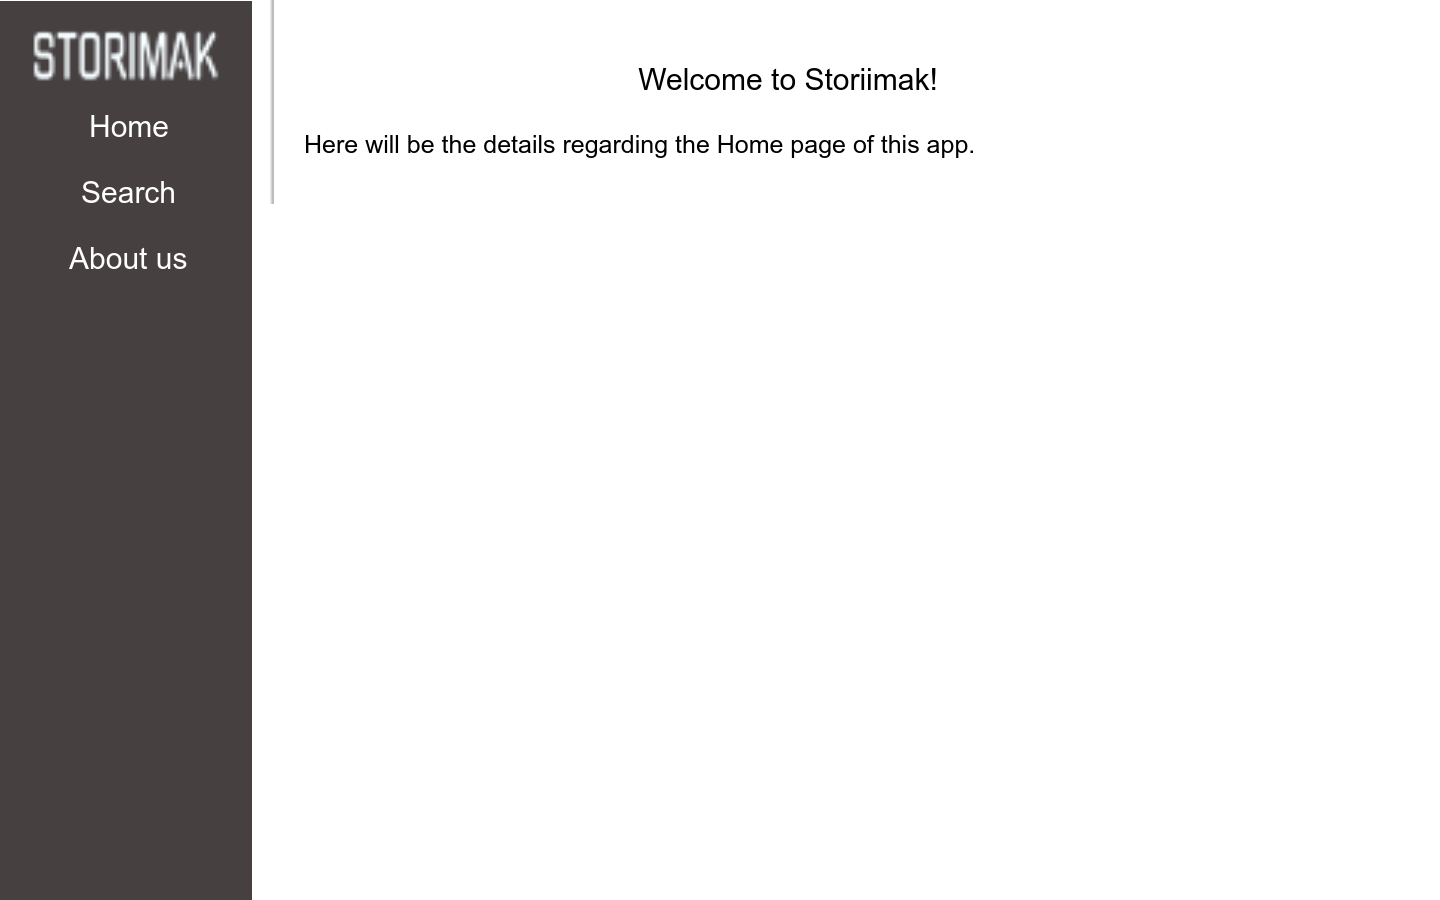 STORIMAK
Home
Search
About us
Welcome to Storiimak!
Here will be the details regarding the Home page of this app.